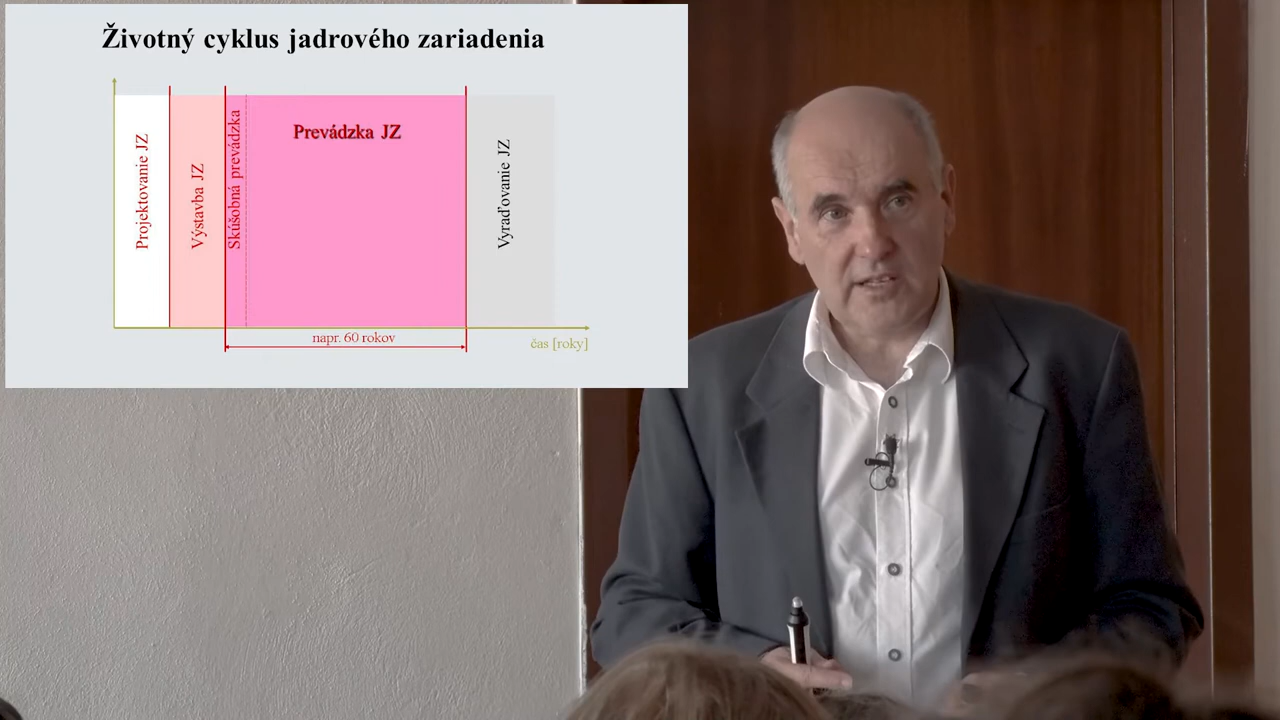 Životný cyklus jadrového zariadenia
Projektovanie JZ
Výstavba JZ
Skúšobná prevádzka
Prevádzka JZ
Vyraďovanie JZ
napr. 60 rokov
čas [roky]